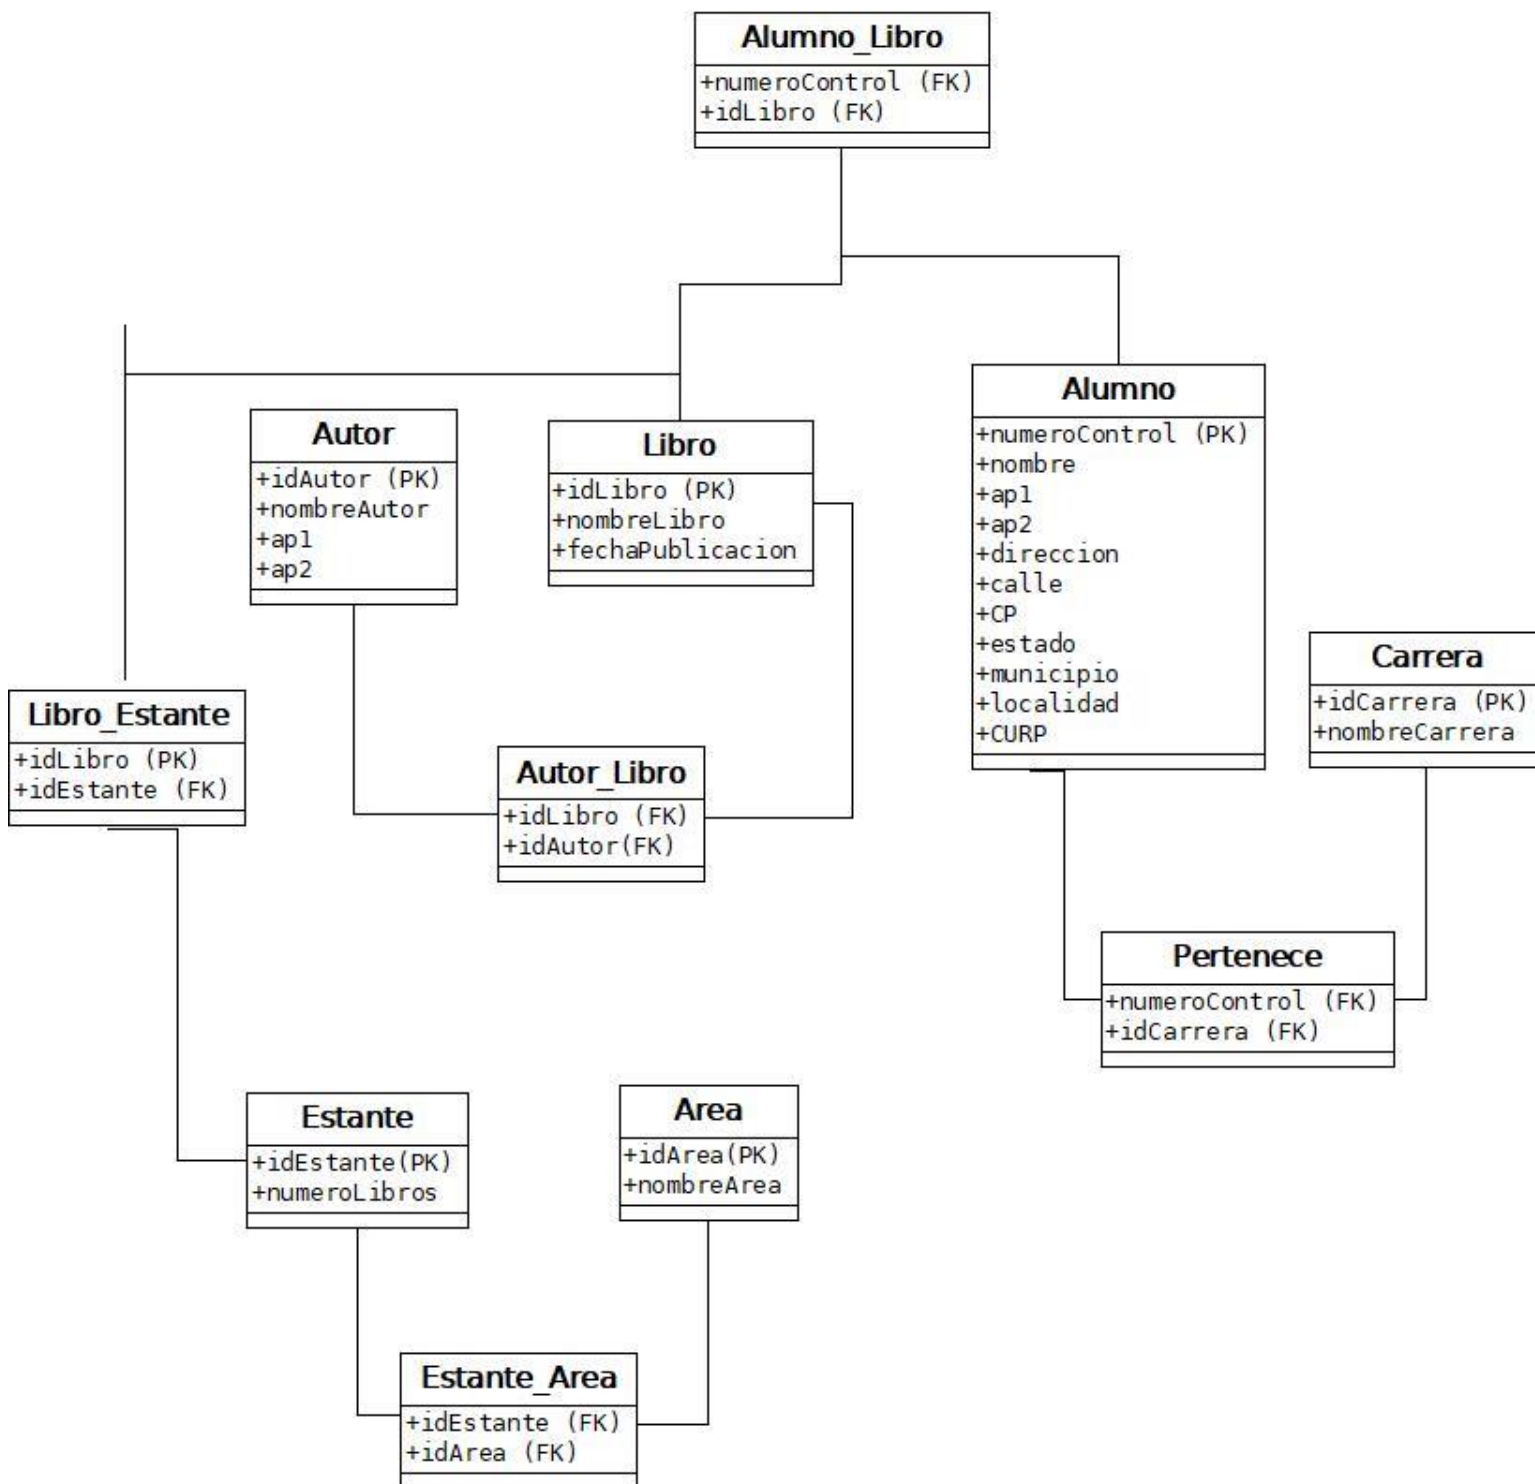 Alumno_Libro
+numeroControl (FK)
+idLibro (FK)
Autor
+idAutor (PK)
+nombreAutor
+ap1
+ap2
Libro
+idLibro (PK)
+nombreLibro
+fechaPublicacion
Alumno
+numeroControl (PK)
+nombre
+ap1
+ap2
+direccion
+calle
+CP
+estado
+municipio
+localidad
+CURP
Carrera
+idCarrera (PK)
+nombreCarrera
Libro_Estante
+idLibro (PK)
+idEstante (FK)
Autor_Libro
+idLibro (FK)
+idAutor(FK)
Pertenece
+numeroControl (FK)
+idCarrera (FK)
Estante
+idEstante(PK)
+numeroLibros
Area
+idArea(PK)
+nombreArea
Estante_Area
+idEstante (FK)
+idArea (FK)